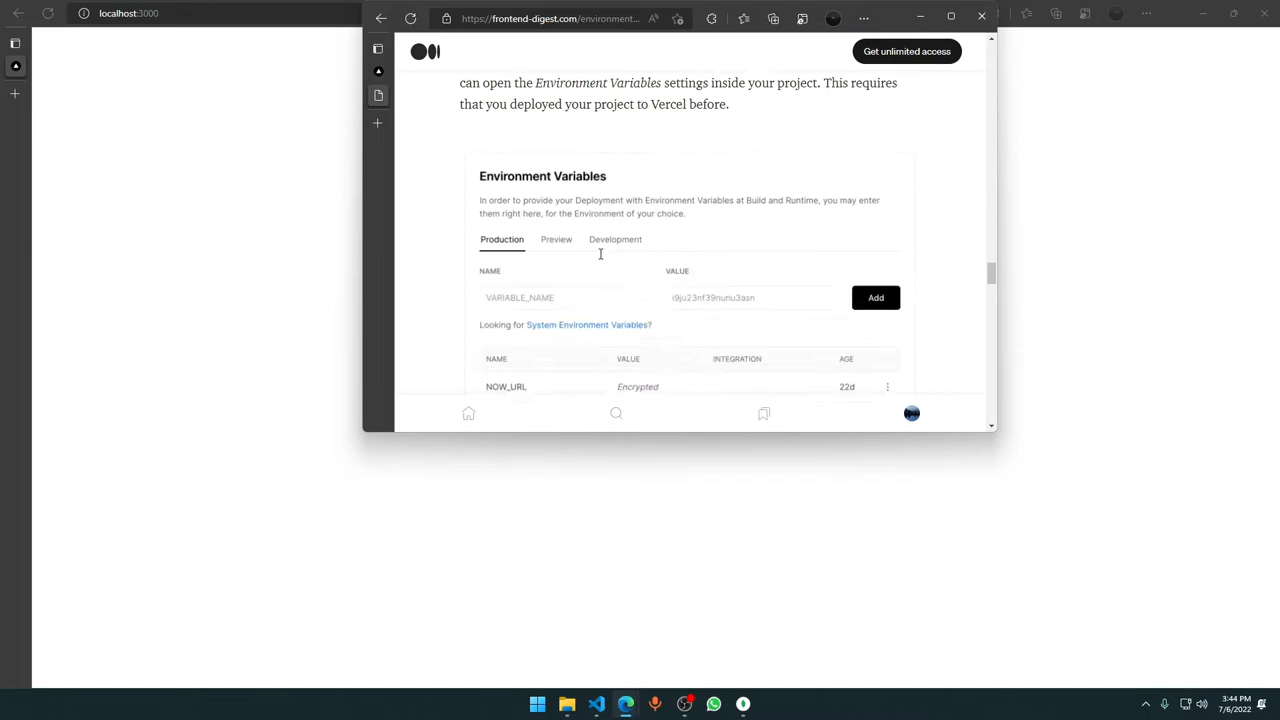 localhost:3000
https://frontend-digest.com/environment...
Get unlimited access
can open the Environment Variables settings inside your project. This requires
that you deployed your project to Vercel before.
Environment Variables
In order to provide your Deployment with Environment Variables at Build and Runtime, you may enter
them right here, for the Environment of your choice.
Production Preview Development
NAME VALUE
VARIABLE_NAME i9ju23nf39nunu3asn Add
Looking for System Environment Variables?
NAME VALUE INTEGRATION AGE
NOW_URL Encrypted 22d
3:44 PM
7/6/2022